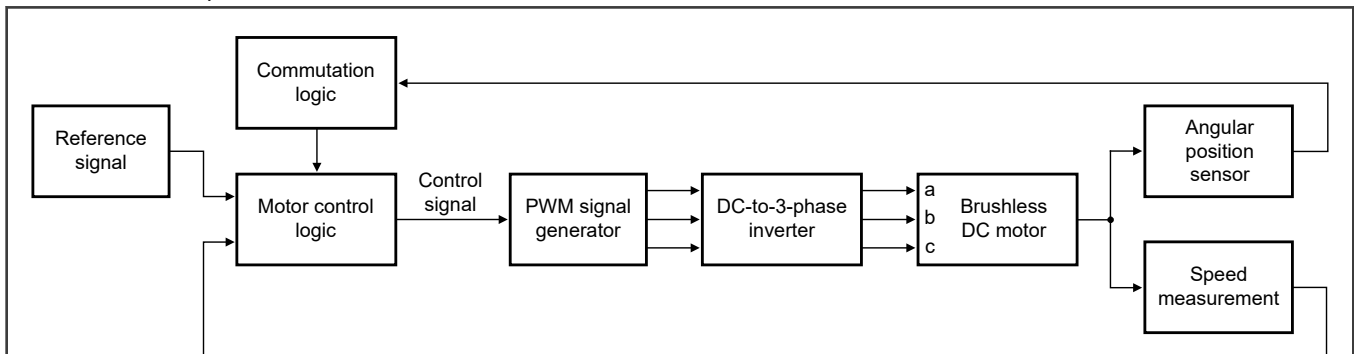 Commutation
logic
Reference
signal
Motor control
logic
Control
signal
PWM signal
generator
DC-to-3-phase
inverter
a
b
c
Brushless
DC motor
Angular
position
sensor
Speed
measurement